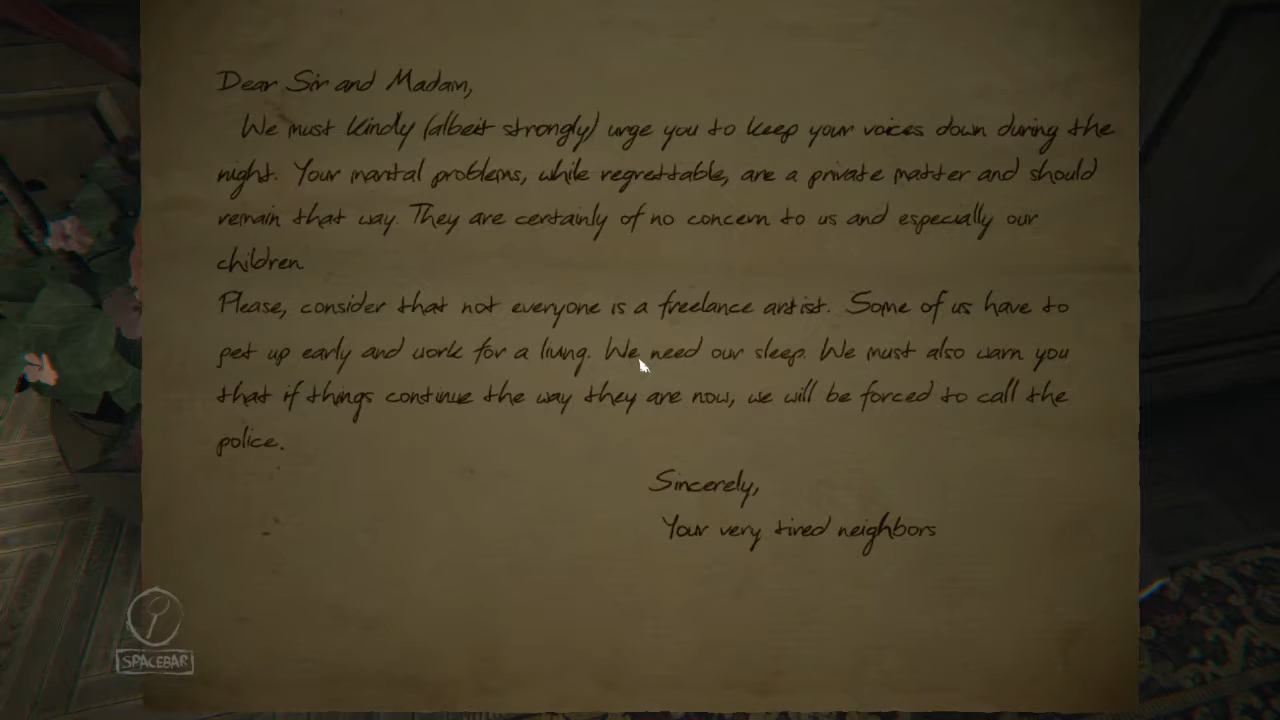 Dear Sir and Madam,
We must kindly (albeit strongly) urge you to keep your voices down during the
night. Your marital problems, while regrettable, are a private matter and should
remain that way. They are certainly of no concern to us and especially our
children.
Please, consider that not everyone is a freelance artist. Some of us have to
get up early and work for a living. We need our sleep. We must also warn you
that if things continue the way they are now, we will be forced to call the
police.
Sincerely,
Your very tired neighbors
SPACEBAR